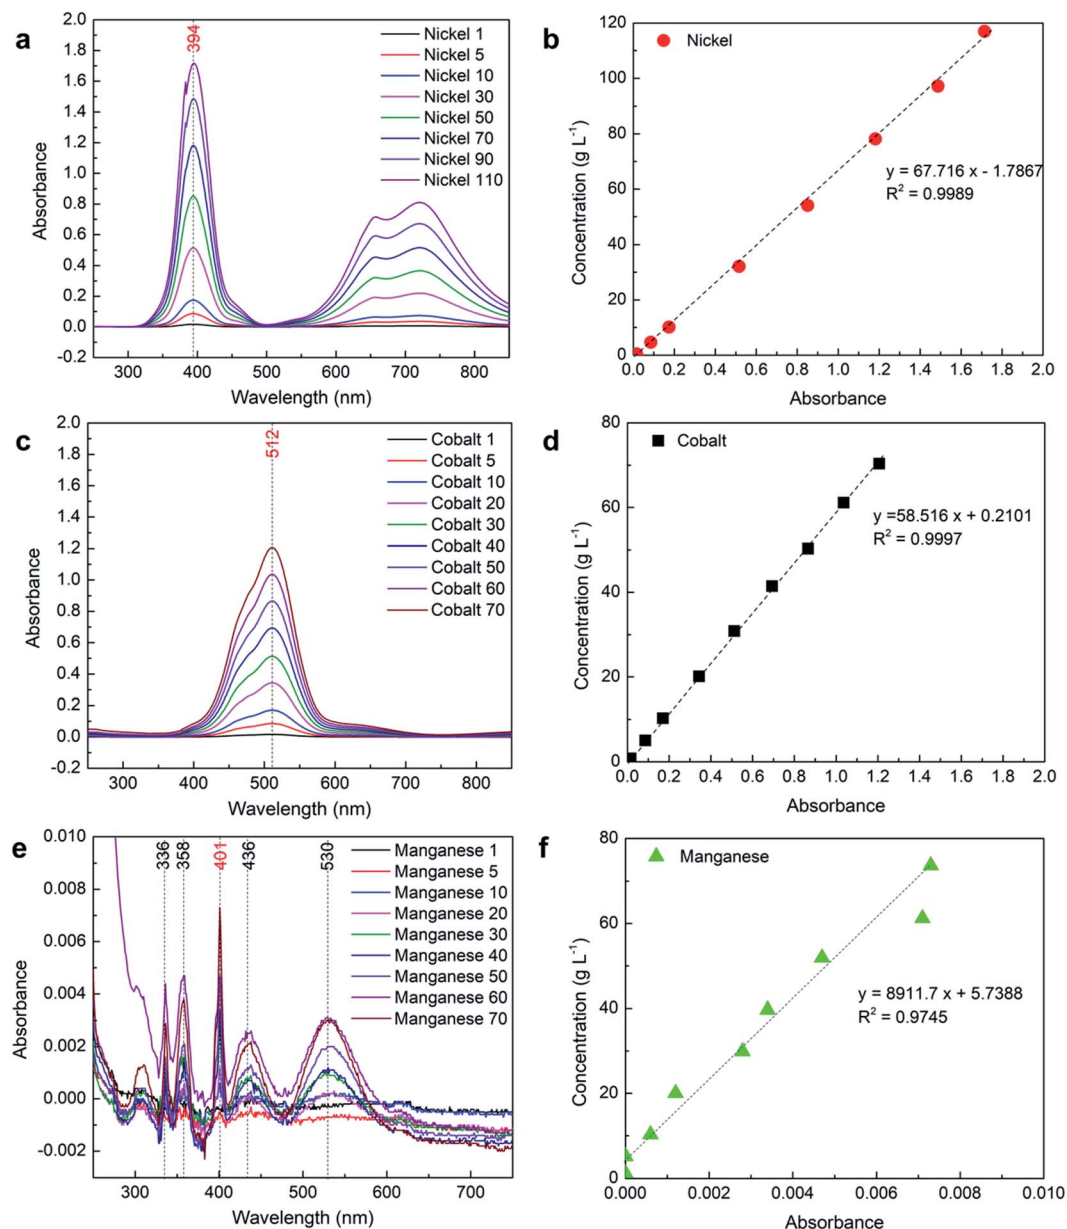 a
394
2.0
1.8
1.6
1.4
1.2
1.0
0.8
0.6
0.4
0.2
0.0
-0.2
Absorbance
300 400 500 600 700 800
Wavelength (nm)
Nickel 1
Nickel 5
Nickel 10
Nickel 30
Nickel 50
Nickel 70
Nickel 90
Nickel 110
b
Nickel
120
100
80
60
40
20
0
Concentration (g L⁻¹)
y = 67.716 x - 1.7867
R² = 0.9989
0.0 0.2 0.4 0.6 0.8 1.0 1.2 1.4 1.6 1.8 2.0
Absorbance
c
512
2.0
1.8
1.6
1.4
1.2
1.0
0.8
0.6
0.4
0.2
0.0
-0.2
Absorbance
300 400 500 600 700 800
Wavelength (nm)
Cobalt 1
Cobalt 5
Cobalt 10
Cobalt 20
Cobalt 30
Cobalt 40
Cobalt 50
Cobalt 60
Cobalt 70
d
Cobalt
80
60
40
20
0
Concentration (g L⁻¹)
y =58.516 x + 0.2101
R² = 0.9997
0.0 0.2 0.4 0.6 0.8 1.0 1.2 1.4 1.6 1.8 2.0
Absorbance
e
336 358 401 436 530
0.010
0.008
0.006
0.004
0.002
0.000
-0.002
Absorbance
300 400 500 600 700
Wavelength (nm)
Manganese 1
Manganese 5
Manganese 10
Manganese 20
Manganese 30
Manganese 40
Manganese 50
Manganese 60
Manganese 70
f
Manganese
80
60
40
20
0
Concentration (g L⁻¹)
y = 8911.7 x + 5.7388
R² = 0.9745
0.000 0.002 0.004 0.006 0.008 0.010
Absorbance